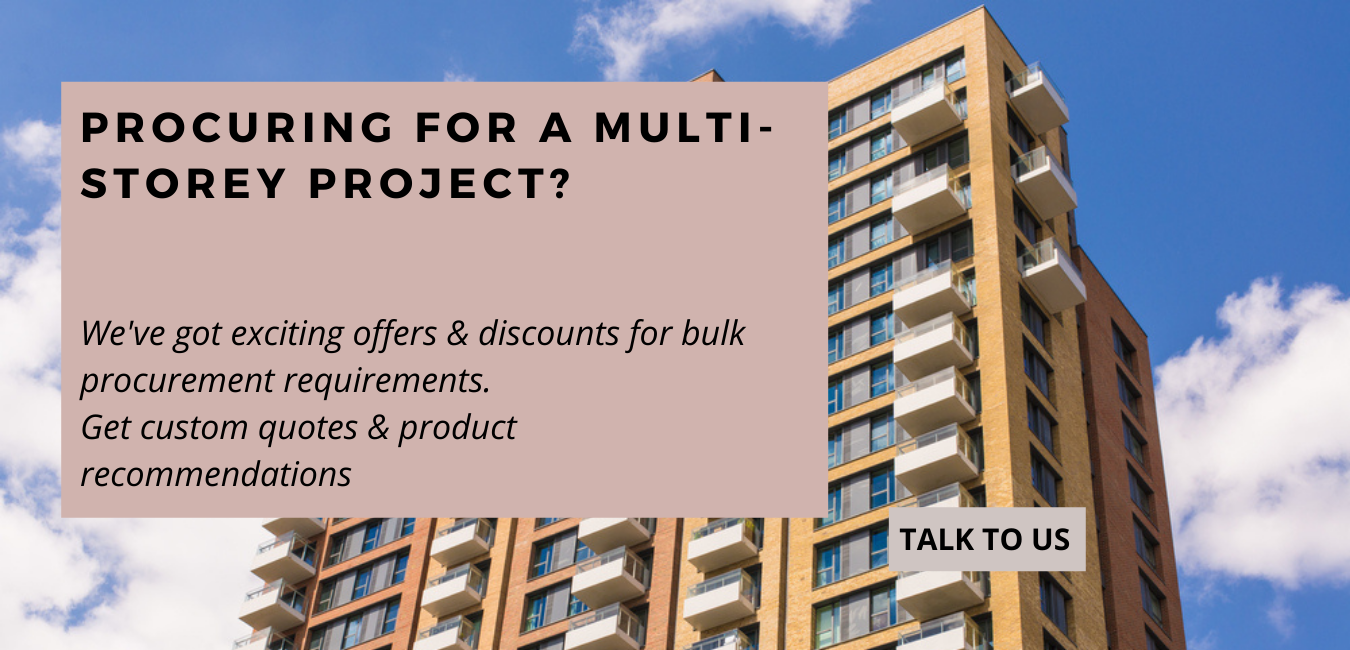 PROCURING FOR A MULTI-
STOREY PROJECT?
We've got exciting offers & discounts for bulk
procurement requirements.
Get custom quotes & product
recommendations
TALK TO US